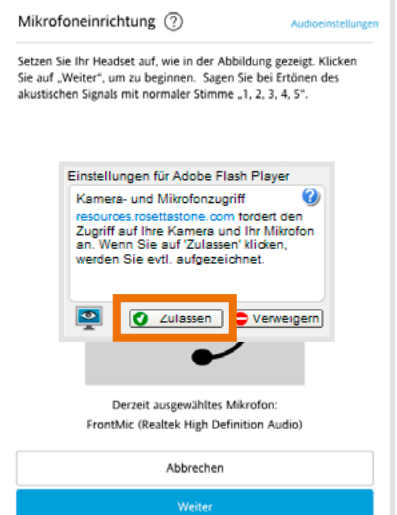 Mikrofoneinrichtung ?
Audioeinstellungen
Setzen Sie Ihr Headset auf, wie in der Abbildung gezeigt. Klicken
Sie auf „Weiter“, um zu beginnen. Sagen Sie bei Ertönen des
akustischen Signals mit normaler Stimme „1, 2, 3, 4, 5“.
Einstellungen für Adobe Flash Player
Kamera- und Mikrofonzugriff ?
resources.rosettastone.com fordert den
Zugriff auf Ihre Kamera und Ihr Mikrofon
an. Wenn Sie auf 'Zulassen' klicken,
werden Sie evtl. aufgezeichnet.
Zulassen
Verweigern
Derzeit ausgewähltes Mikrofon:
FrontMic (Realtek High Definition Audio)
Abbrechen
Weiter